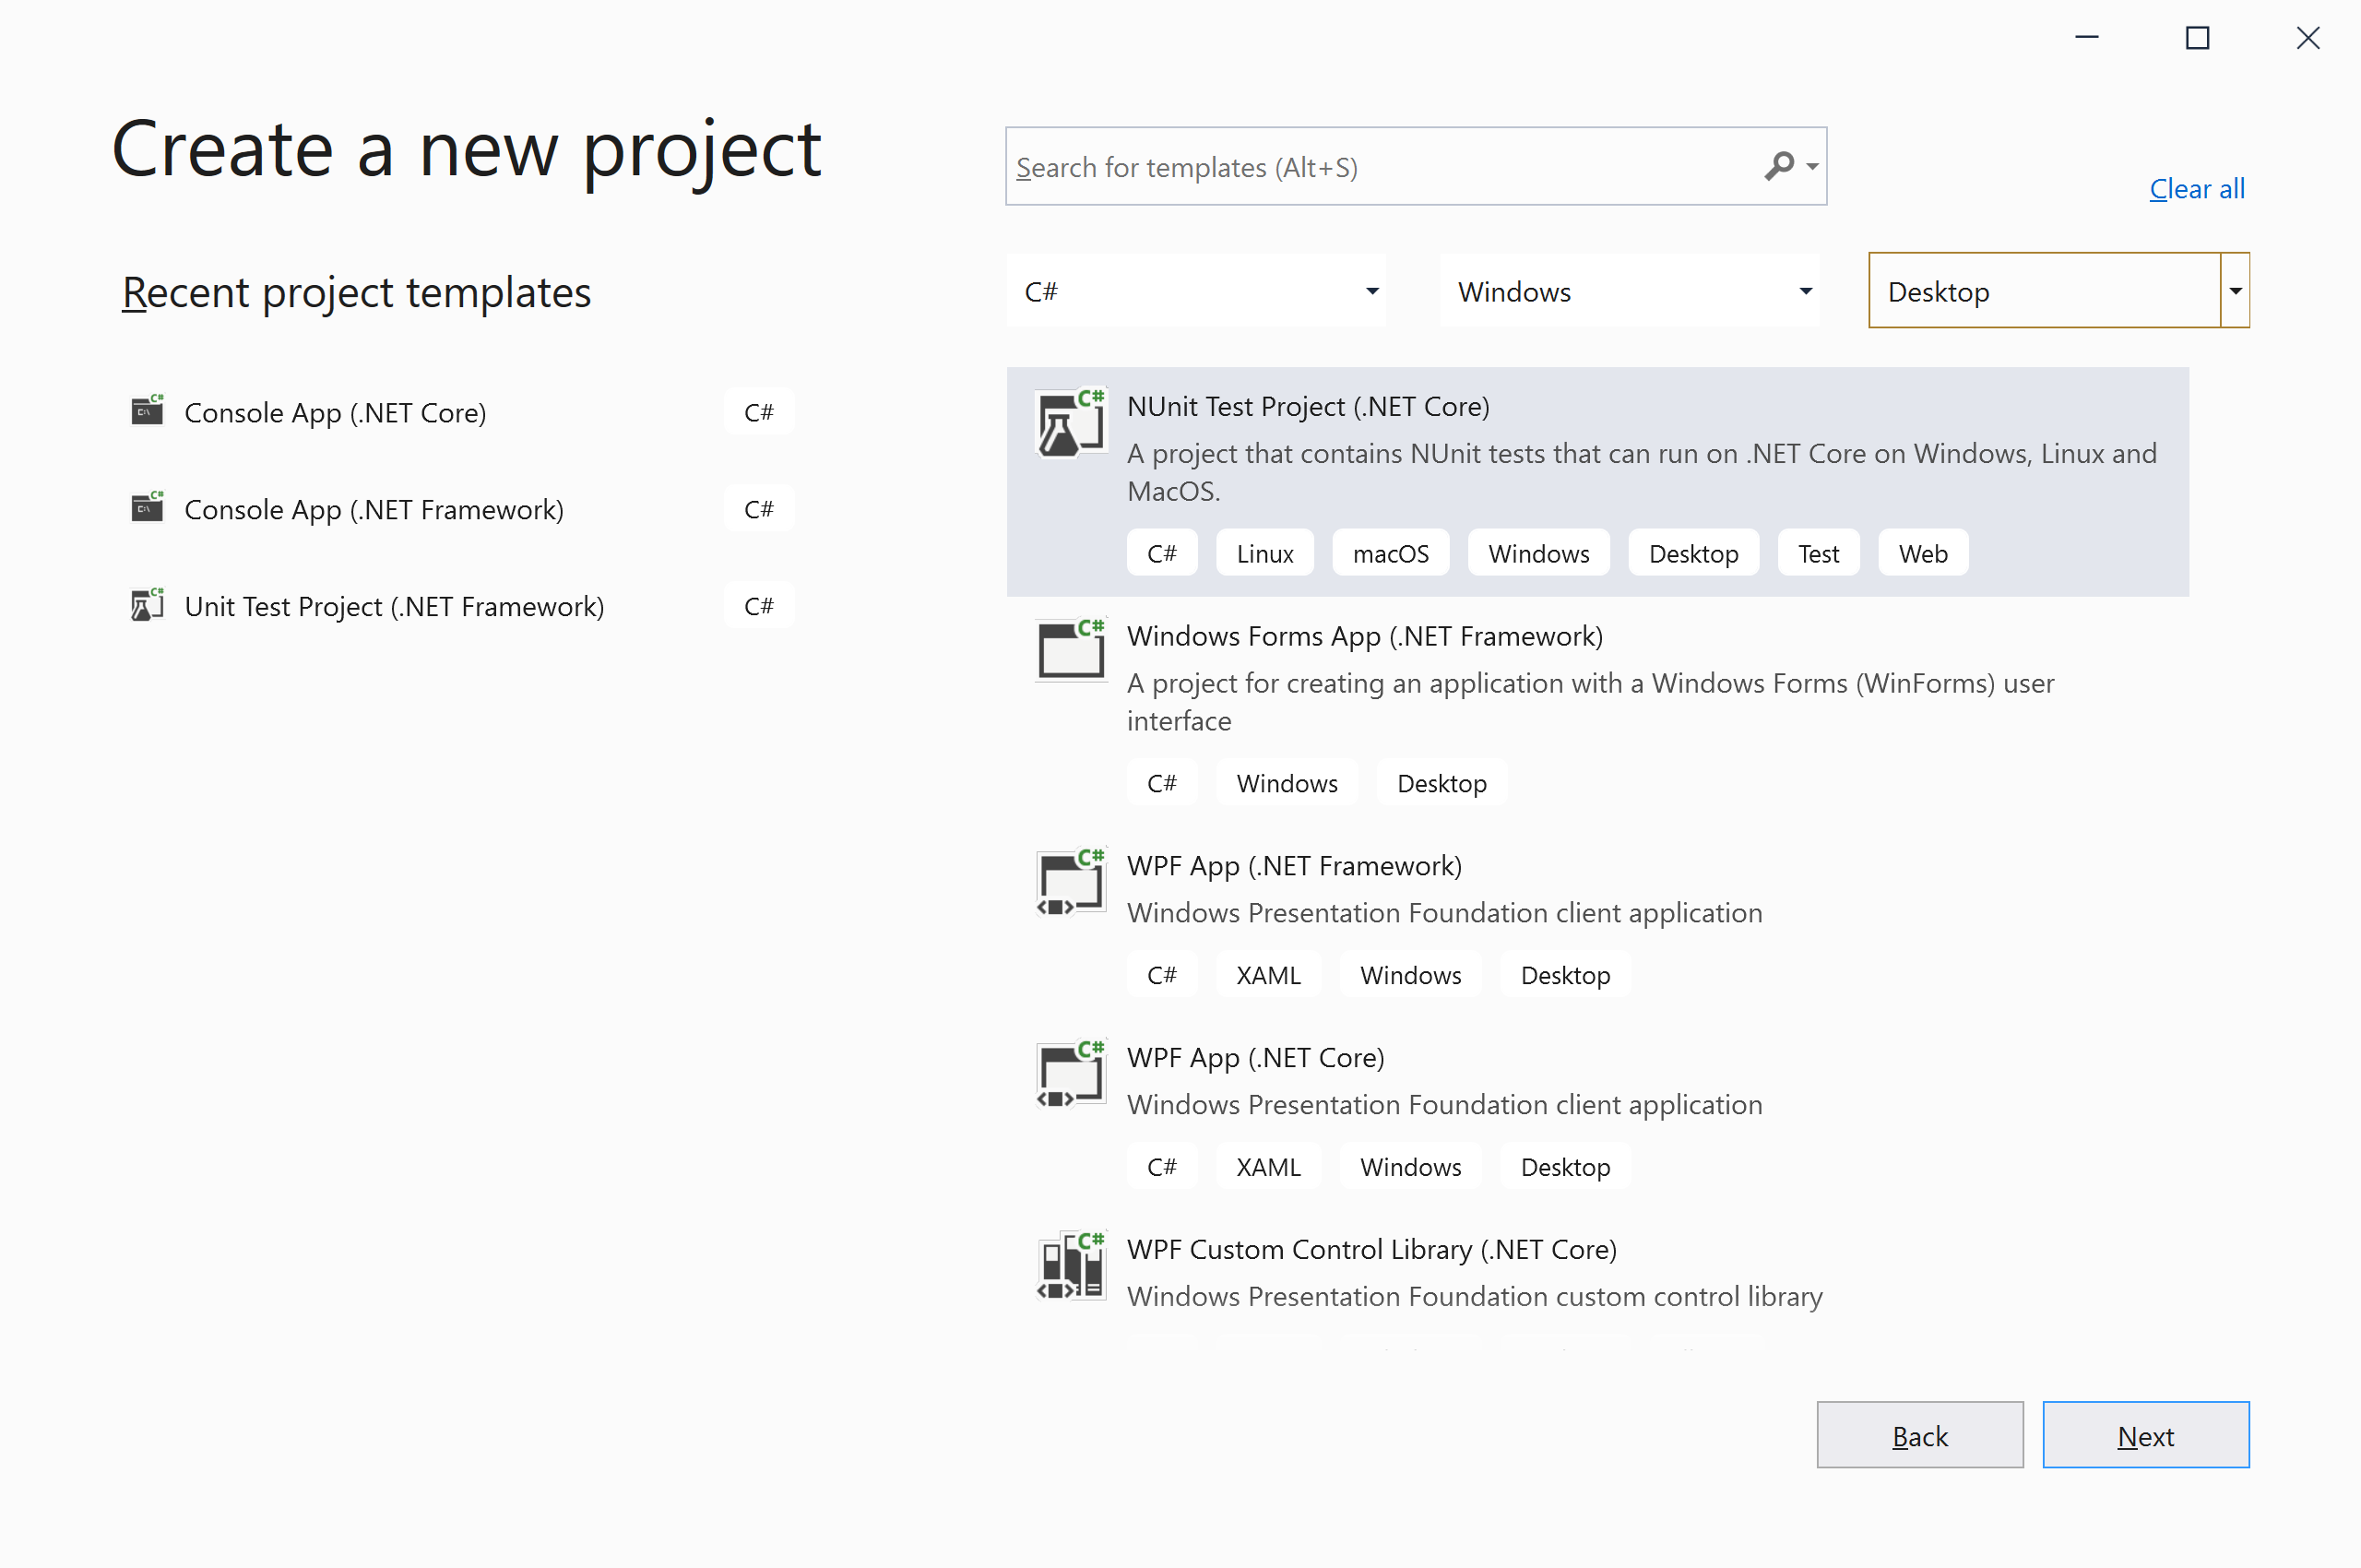 Create a new project
Search for templates (Alt+S)
Clear all
Recent project templates
C#
Windows
Desktop
Console App (.NET Core) C#
Console App (.NET Framework) C#
Unit Test Project (.NET Framework) C#
NUnit Test Project (.NET Core)
A project that contains NUnit tests that can run on .NET Core on Windows, Linux and
MacOS.
C# Linux macOS Windows Desktop Test Web
Windows Forms App (.NET Framework)
A project for creating an application with a Windows Forms (WinForms) user
interface
C# Windows Desktop
WPF App (.NET Framework)
Windows Presentation Foundation client application
C# XAML Windows Desktop
WPF App (.NET Core)
Windows Presentation Foundation client application
C# XAML Windows Desktop
WPF Custom Control Library (.NET Core)
Windows Presentation Foundation custom control library
Back
Next